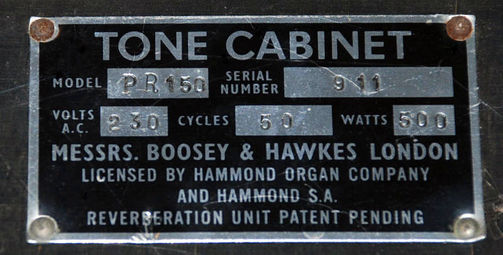 TONE CABINET
MODEL PR150 SERIAL NUMBER 911
VOLTS A.C. 230 CYCLES 50 WATTS 500
MESSRS. BOOSEY & HAWKES LONDON
LICENSED BY HAMMOND ORGAN COMPANY
AND HAMMOND S.A.
REVERBERATION UNIT PATENT PENDING